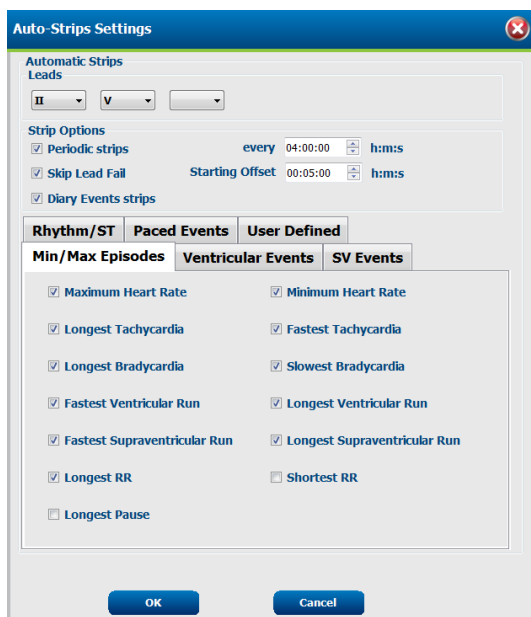 Auto-Strips Settings
Automatic Strips
Leads
II V
Strip Options
Periodic strips every 04:00:00 h:m:s
Skip Lead Fail Starting Offset 00:05:00 h:m:s
Diary Events strips
Rhythm/ST Paced Events User Defined
Min/Max Episodes Ventricular Events SV Events
Maximum Heart Rate Minimum Heart Rate
Longest Tachycardia Fastest Tachycardia
Longest Bradycardia Slowest Bradycardia
Fastest Ventricular Run Longest Ventricular Run
Fastest Supraventricular Run Longest Supraventricular Run
Longest RR Shortest RR
Longest Pause
OK Cancel